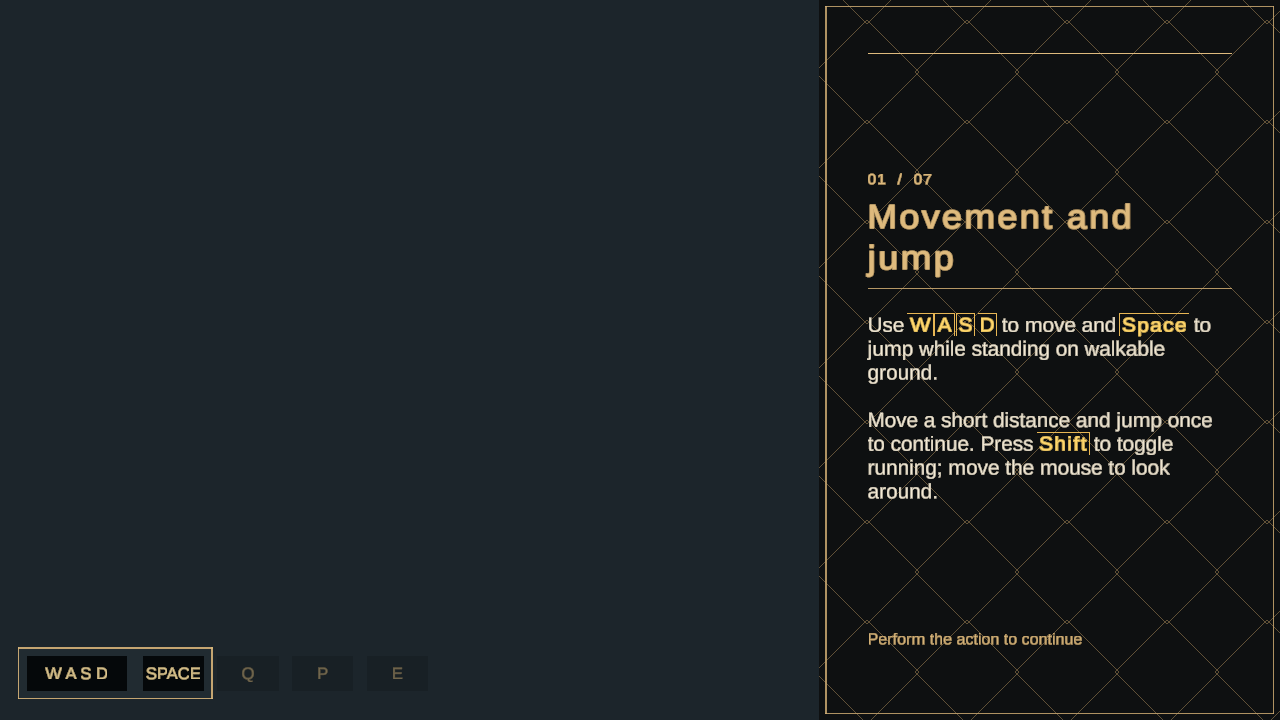 01 / 07
Movement and
jump
Use W A S D to move and Space to
jump while standing on walkable
ground.
Move a short distance and jump once
to continue. Press Shift to toggle
running; move the mouse to look
around.
Perform the action to continue
W A S D SPACE Q P E